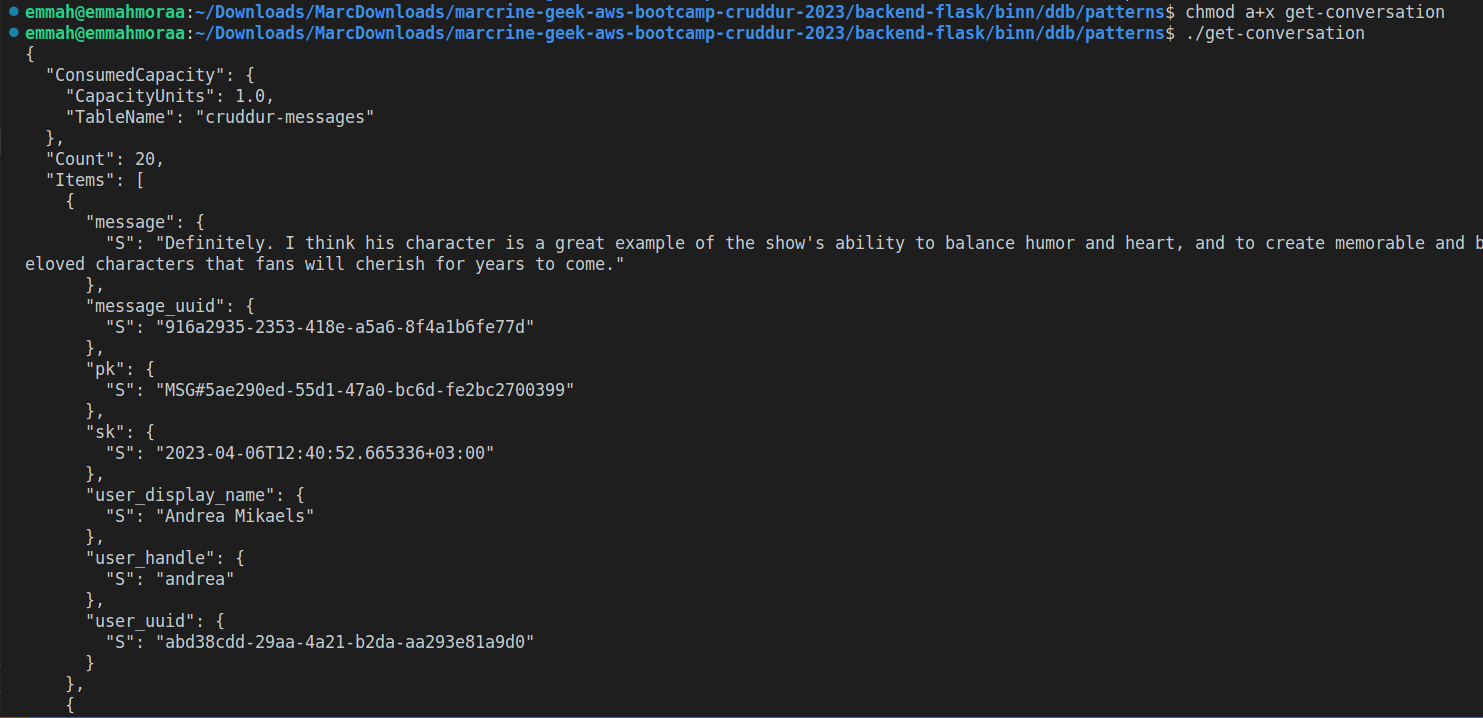 emmah@emmahmoraa:~/Downloads/MarcDownloads/marcrine-geek-aws-bootcamp-cruddur-2023/backend-flask/binn/ddb/patterns$ chmod a+x get-conversation
emmah@emmahmoraa:~/Downloads/MarcDownloads/marcrine-geek-aws-bootcamp-cruddur-2023/backend-flask/binn/ddb/patterns$ ./get-conversation
{
  "ConsumedCapacity": {
    "CapacityUnits": 1.0,
    "TableName": "cruddur-messages"
  },
  "Count": 20,
  "Items": [
    {
      "message": {
        "S": "Definitely. I think his character is a great example of the show's ability to balance humor and heart, and to create memorable and b
eloved characters that fans will cherish for years to come."
      },
      "message_uuid": {
        "S": "916a2935-2353-418e-a5a6-8f4a1b6fe77d"
      },
      "pk": {
        "S": "MSG#5ae290ed-55d1-47a0-bc6d-fe2bc2700399"
      },
      "sk": {
        "S": "2023-04-06T12:40:52.665336+03:00"
      },
      "user_display_name": {
        "S": "Andrea Mikaels"
      },
      "user_handle": {
        "S": "andrea"
      },
      "user_uuid": {
        "S": "abd38cdd-29aa-4a21-b2da-aa293e81a9d0"
      }
    },
    {